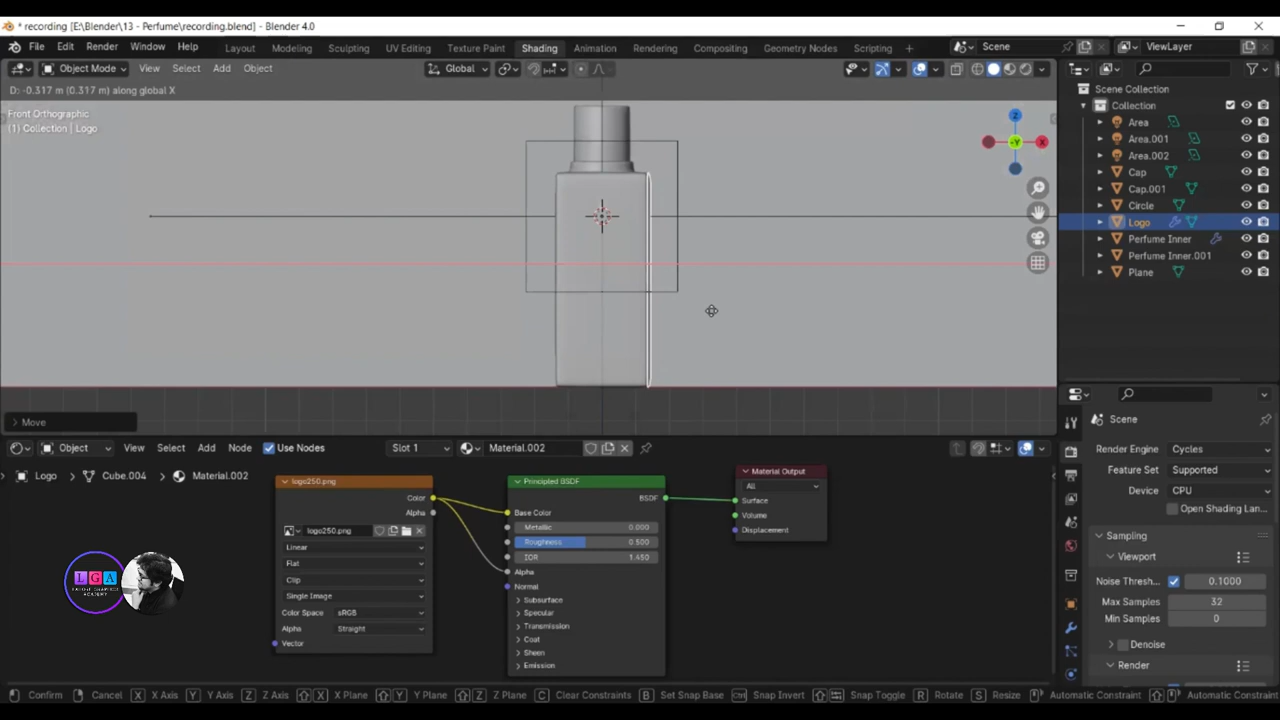 * recording [E:\Blender\13 - Perfume\recording.blend] - Blender 4.0
File Edit Render Window Help Layout Modeling Sculpting UV Editing Texture Paint Shading Animation Rendering Compositing Geometry Nodes Scripting + Scene ViewLayer
Object Mode View Select Add Object Global
D: -0.317 m (0.317 m) along global X
Front Orthographic
(1) Collection | Logo
Z
X
-Y
Move
Scene Collection
Collection
Area
Area.001
Area.002
Cap
Cap.001
Circle
Logo
Perfume Inner
Perfume Inner.001
Plane
Object View Select Add Node Use Nodes Slot 1 Material.002
Logo > Cube.004 > Material.002
logo250.png
Color
Alpha
logo250.png
Linear
Flat
Clip
Single Image
Color Space sRGB
Alpha Straight
Vector
Principled BSDF
BSDF
Base Color
Metallic 0.000
Roughness 0.500
IOR 1.450
Alpha
Normal
Subsurface
Specular
Transmission
Coat
Sheen
Emission
Material Output
All
Surface
Volume
Displacement
Scene
Render Engine Cycles
Feature Set Supported
Device CPU
Open Shading Lan...
Sampling
Viewport
Noise Thresh... 0.1000
Max Samples 32
Min Samples 0
Denoise
Render
LGA
Confirm Cancel X X Axis Y Y Axis Z Z Axis X X Plane Y Y Plane Z Z Plane C Clear Constraints B Set Snap Base Ctrl Snap Invert Snap Toggle R Rotate S Resize Automatic Constraint Automatic Constraint